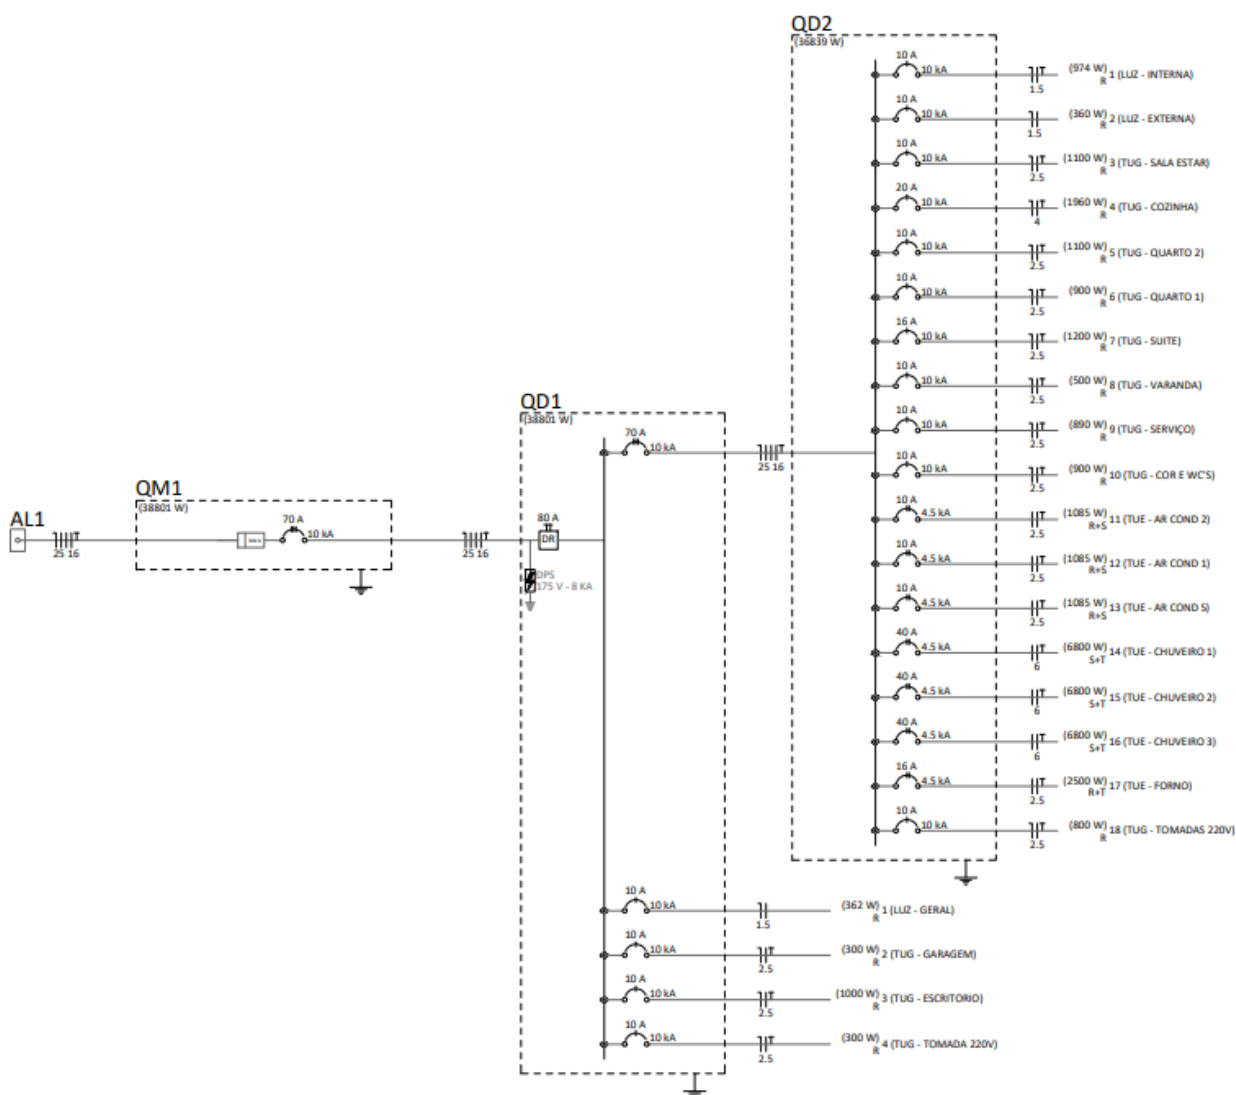 AL1
25 16
QM1
(38801 W)
70 A
10 kA
25 16
QD1
(38801 W)
80 A
DR
DPS
175 V - 8 KA
70 A
10 kA
25 16
10 A
10 kA
1.5
(362 W)
R
1 (LUZ - GERAL)
10 A
10 kA
2.5
(300 W)
R
2 (TUG - GARAGEM)
10 A
10 kA
2.5
(1000 W)
R
3 (TUG - ESCRITORIO)
10 A
10 kA
2.5
(300 W)
R
4 (TUG - TOMADA 220V)
QD2
(36839 W)
10 A
10 kA
1.5
(974 W)
R
1 (LUZ - INTERNA)
10 A
10 kA
1.5
(360 W)
R
2 (LUZ - EXTERNA)
10 A
10 kA
2.5
(1100 W)
R
3 (TUG - SALA ESTAR)
20 A
10 kA
4
(1960 W)
R
4 (TUG - COZINHA)
10 A
10 kA
2.5
(1100 W)
R
5 (TUG - QUARTO 2)
10 A
10 kA
2.5
(900 W)
R
6 (TUG - QUARTO 1)
16 A
10 kA
2.5
(1200 W)
R
7 (TUG - SUITE)
10 A
10 kA
2.5
(500 W)
R
8 (TUG - VARANDA)
10 A
10 kA
2.5
(890 W)
R
9 (TUG - SERVIÇO)
10 A
10 kA
2.5
(900 W)
R
10 (TUG - COR E WC'S)
10 A
4.5 kA
2.5
(1085 W)
R+S
11 (TUE - AR COND 2)
10 A
4.5 kA
2.5
(1085 W)
R+S
12 (TUE - AR COND 1)
10 A
4.5 kA
2.5
(1085 W)
R+S
13 (TUE - AR COND S)
40 A
4.5 kA
6
(6800 W)
S+T
14 (TUE - CHUVEIRO 1)
40 A
4.5 kA
6
(6800 W)
S+T
15 (TUE - CHUVEIRO 2)
40 A
4.5 kA
6
(6800 W)
S+T
16 (TUE - CHUVEIRO 3)
16 A
4.5 kA
2.5
(2500 W)
R+T
17 (TUE - FORNO)
10 A
10 kA
2.5
(800 W)
R
18 (TUG - TOMADAS 220V)